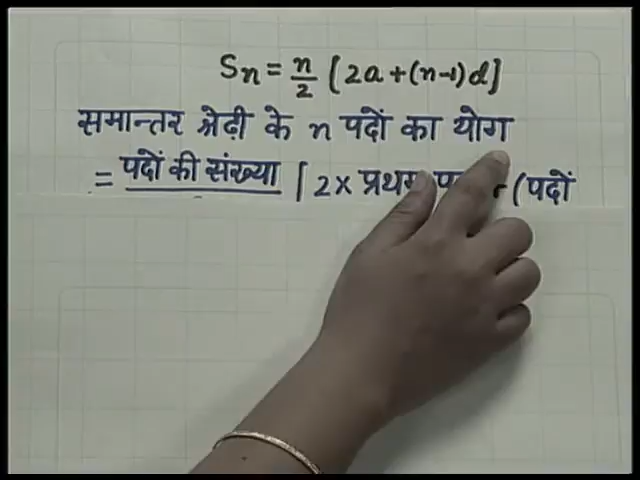 Sn = n/2 [2a+(n-1)d]
समान्तर श्रेढ़ी के n पदों का योग
= पदों की संख्या [2× प्रथम (पदों